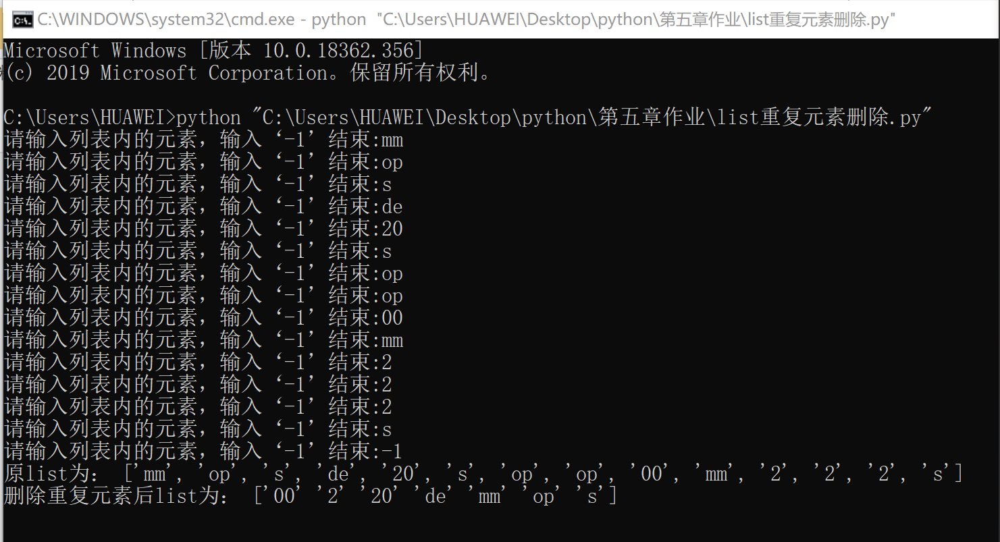 C:\WINDOWS\system32\cmd.exe - python  "C:\Users\HUAWEI\Desktop\python\第五章作业\list重复元素删除.py"
Microsoft Windows [版本 10.0.18362.356]
(c) 2019 Microsoft Corporation。保留所有权利。
C:\Users\HUAWEI>python "C:\Users\HUAWEI\Desktop\python\第五章作业\list重复元素删除.py"
请输入列表内的元素，输入‘-1’结束:mm
请输入列表内的元素，输入‘-1’结束:op
请输入列表内的元素，输入‘-1’结束:s
请输入列表内的元素，输入‘-1’结束:de
请输入列表内的元素，输入‘-1’结束:20
请输入列表内的元素，输入‘-1’结束:s
请输入列表内的元素，输入‘-1’结束:op
请输入列表内的元素，输入‘-1’结束:op
请输入列表内的元素，输入‘-1’结束:00
请输入列表内的元素，输入‘-1’结束:mm
请输入列表内的元素，输入‘-1’结束:2
请输入列表内的元素，输入‘-1’结束:2
请输入列表内的元素，输入‘-1’结束:2
请输入列表内的元素，输入‘-1’结束:s
请输入列表内的元素，输入‘-1’结束:-1
原list为： ['mm', 'op', 's', 'de', '20', 's', 'op', 'op', '00', 'mm', '2', '2', '2', 's']
删除重复元素后list为： ['00' '2' '20' 'de' 'mm' 'op' 's']